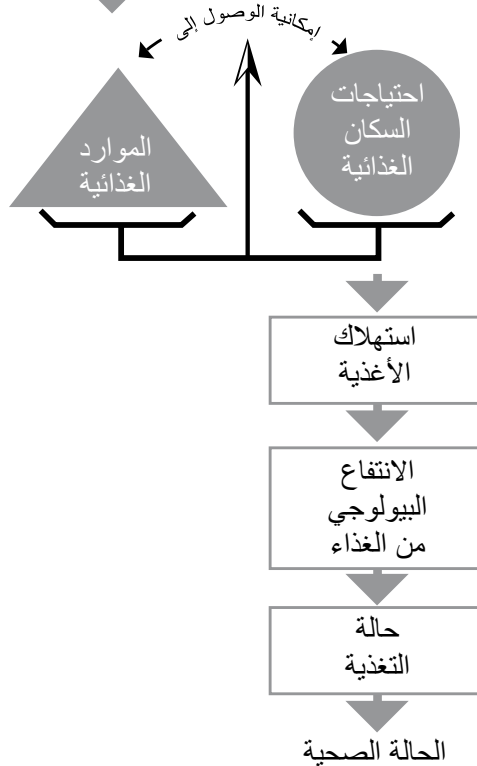 إمكانية الوصول إلى
احتياجات
السكان
الغذائية
الموارد
الغذائية
استهلاك
الأغذية
الانتفاع
البيولوجي
من الغذاء
حالة
التغذية
الحالة الصحية